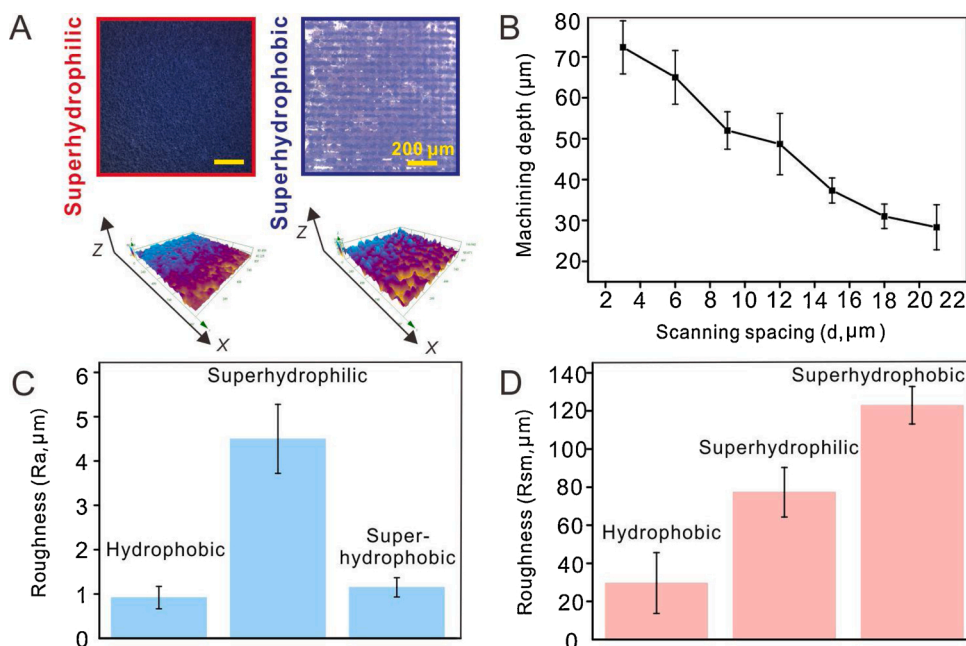 A
Superhydrophilic
Superhydrophobic
200 μm
Z
X
Z
X
B
Machining depth (μm)
70
60
50
40
30
20
2 4 6 8 10 12 14 16 18 20 22
Scanning spacing (d,μm)
C
Roughness (Ra,μm)
6
5
4
3
2
1
0
Superhydrophilic
Hydrophobic
Super-
hydrophobic
D
Roughness (Rsm,μm)
140
120
100
80
60
40
20
0
Superhydrophobic
Superhydrophilic
Hydrophobic